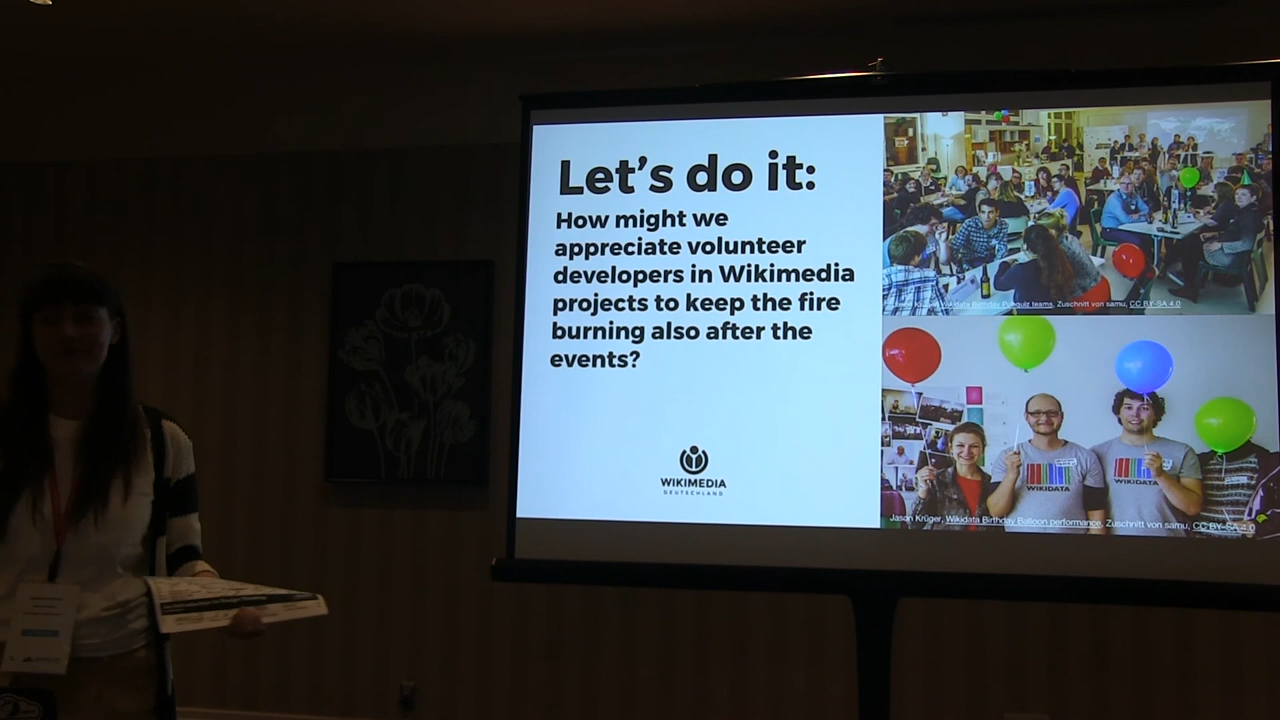 Let's do it:
How might we
appreciate volunteer
developers in Wikimedia
projects to keep the fire
burning also after the
events?
WIKIMEDIA
DEUTSCHLAND
Wikidata Birthday Pubquiz teams, Zuschnitt von samu, CC BY-SA 4.0
WIKIDATA
WIKIDATA
Jason Krüger, Wikidata Birthday Balloon performance, Zuschnitt von samu, CC BY-SA 4.0